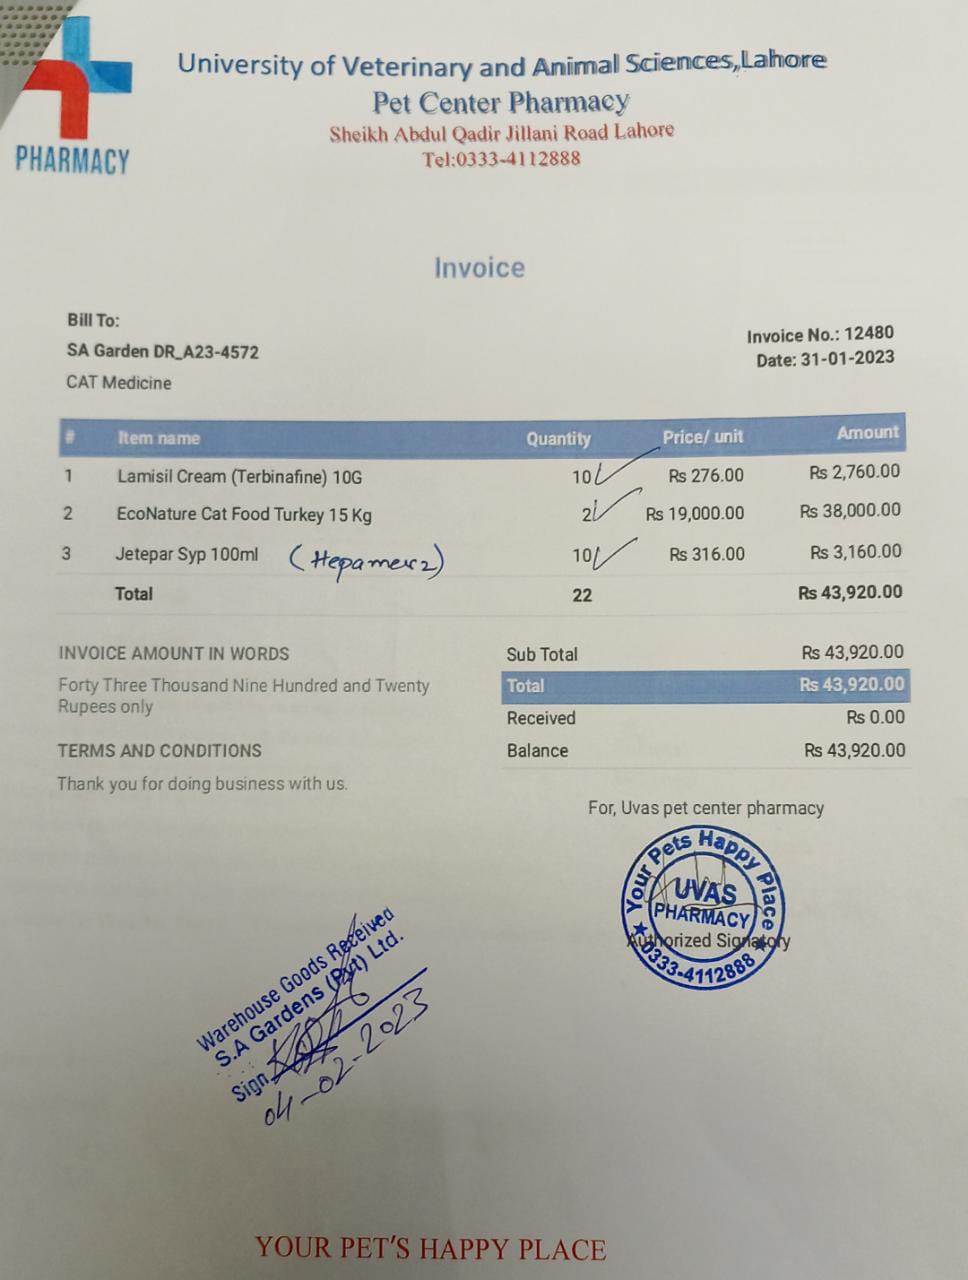 PHARMACY
University of Veterinary and Animal Sciences,Lahore
Pet Center Pharmacy
Sheikh Abdul Qadir Jillani Road Lahore
Tel:0333-4112888
Invoice
Bill To:
SA Garden DR_A23-4572
CAT Medicine
Invoice No.: 12480
Date: 31-01-2023
# Item name Quantity Price/ unit Amount
1 Lamisil Cream (Terbinafine) 10G 10 Rs 276.00 Rs 2,760.00
2 EcoNature Cat Food Turkey 15 Kg 2 Rs 19,000.00 Rs 38,000.00
3 Jetepar Syp 100ml (Hepamerz) 10 Rs 316.00 Rs 3,160.00
Total 22 Rs 43,920.00
INVOICE AMOUNT IN WORDS
Forty Three Thousand Nine Hundred and Twenty
Rupees only
TERMS AND CONDITIONS
Thank you for doing business with us.
Sub Total Rs 43,920.00
Total Rs 43,920.00
Received Rs 0.00
Balance Rs 43,920.00
For, Uvas pet center pharmacy
Your Pets Happy Place
UVAS
PHARMACY
Authorized Signatory
0333-4112888
Warehouse Goods Received
S.A Gardens (Pvt) Ltd.
Sign
04-02-2023
YOUR PET'S HAPPY PLACE